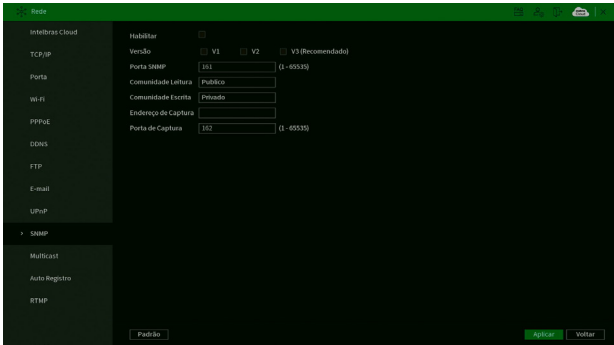 Rede
Intelbras Cloud
TCP/IP
Porta
Wi-Fi
PPPoE
DDNS
FTP
E-mail
UPnP
SNMP
Multicast
Auto Registro
RTMP
Habilitar
Versão V1 V2 V3 (Recomendado)
Porta SNMP 161 (1 - 65535)
Comunidade Leitura Publico
Comunidade Escrita Privado
Endereço de Captura
Porta de Captura 162 (1 - 65535)
Padrão Aplicar Voltar